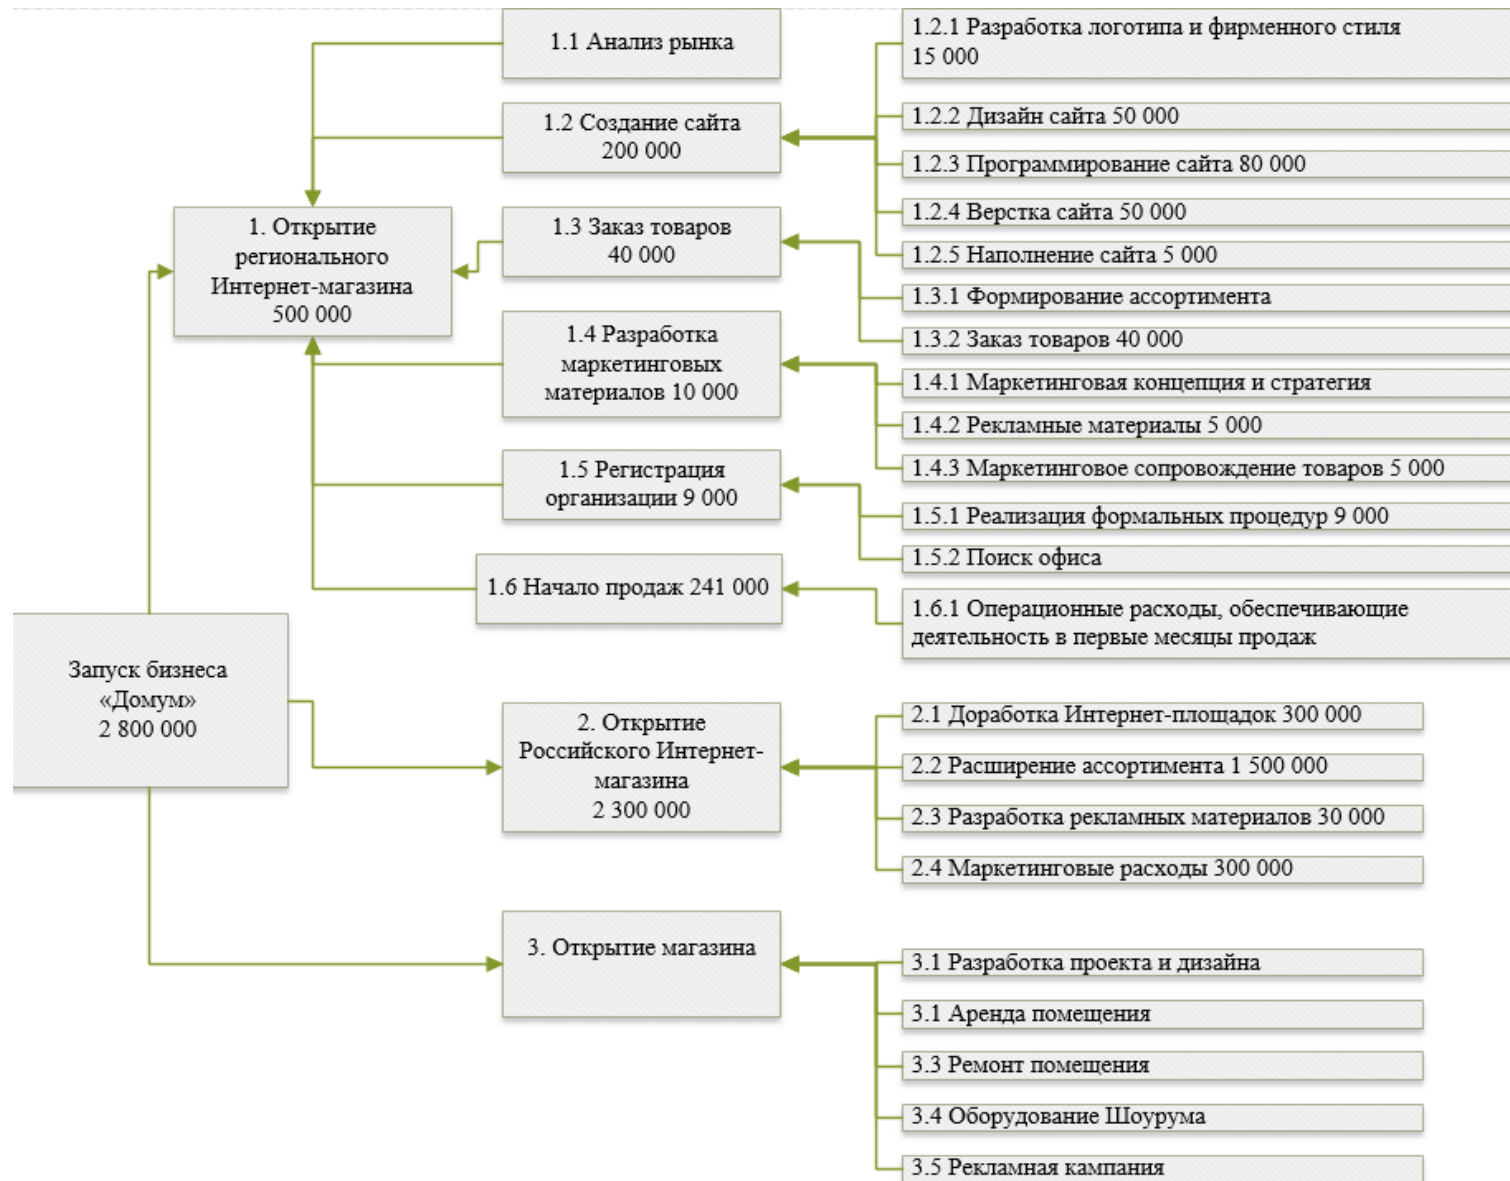 1.1 Анализ рынка
1.2 Создание сайта
200 000
1. Открытие
регионального
Интернет-магазина
500 000
1.3 Заказ товаров
40 000
1.4 Разработка
маркетинговых
материалов 10 000
1.5 Регистрация
организации 9 000
1.6 Начало продаж 241 000
1.2.1 Разработка логотипа и фирменного стиля
15 000
1.2.2 Дизайн сайта 50 000
1.2.3 Программирование сайта 80 000
1.2.4 Верстка сайта 50 000
1.2.5 Наполнение сайта 5 000
1.3.1 Формирование ассортимента
1.3.2 Заказ товаров 40 000
1.4.1 Маркетинговая концепция и стратегия
1.4.2 Рекламные материалы 5 000
1.4.3 Маркетинговое сопровождение товаров 5 000
1.5.1 Реализация формальных процедур 9 000
1.5.2 Поиск офиса
1.6.1 Операционные расходы, обеспечивающие
деятельность в первые месяцы продаж
Запуск бизнеса
«Домум»
2 800 000
2. Открытие
Российского Интернет-
магазина
2 300 000
2.1 Доработка Интернет-площадок 300 000
2.2 Расширение ассортимента 1 500 000
2.3 Разработка рекламных материалов 30 000
2.4 Маркетинговые расходы 300 000
3. Открытие магазина
3.1 Разработка проекта и дизайна
3.1 Аренда помещения
3.3 Ремонт помещения
3.4 Оборудование Шоурума
3.5 Рекламная кампания